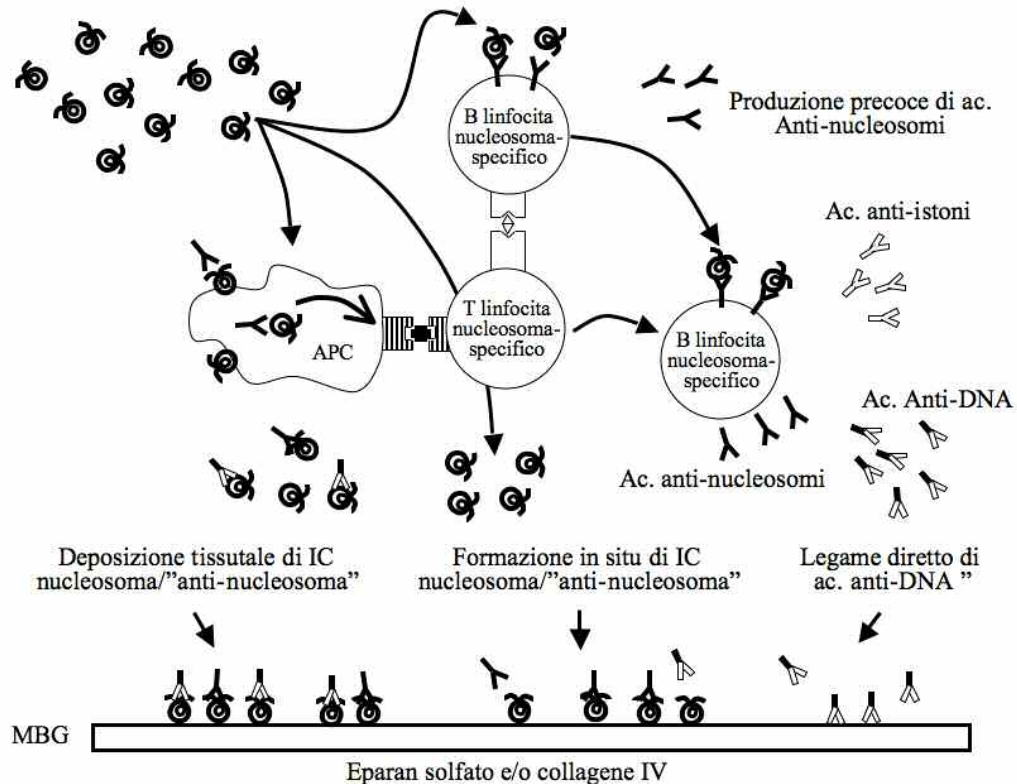 B linfocita
nucleosoma-
specifico
Produzione precoce di ac.
Anti-nucleosomi
Ac. anti-istoni
APC
T linfocita
nucleosoma-
specifico
B linfocita
nucleosoma-
specifico
Ac. Anti-DNA
Ac. anti-nucleosomi
Deposizione tissutale di IC
nucleosoma/”anti-nucleosoma”
Formazione in situ di IC
nucleosoma/”anti-nucleosoma”
Legame diretto di
ac. anti-DNA ”
MBG
Eparan solfato e/o collagene IV